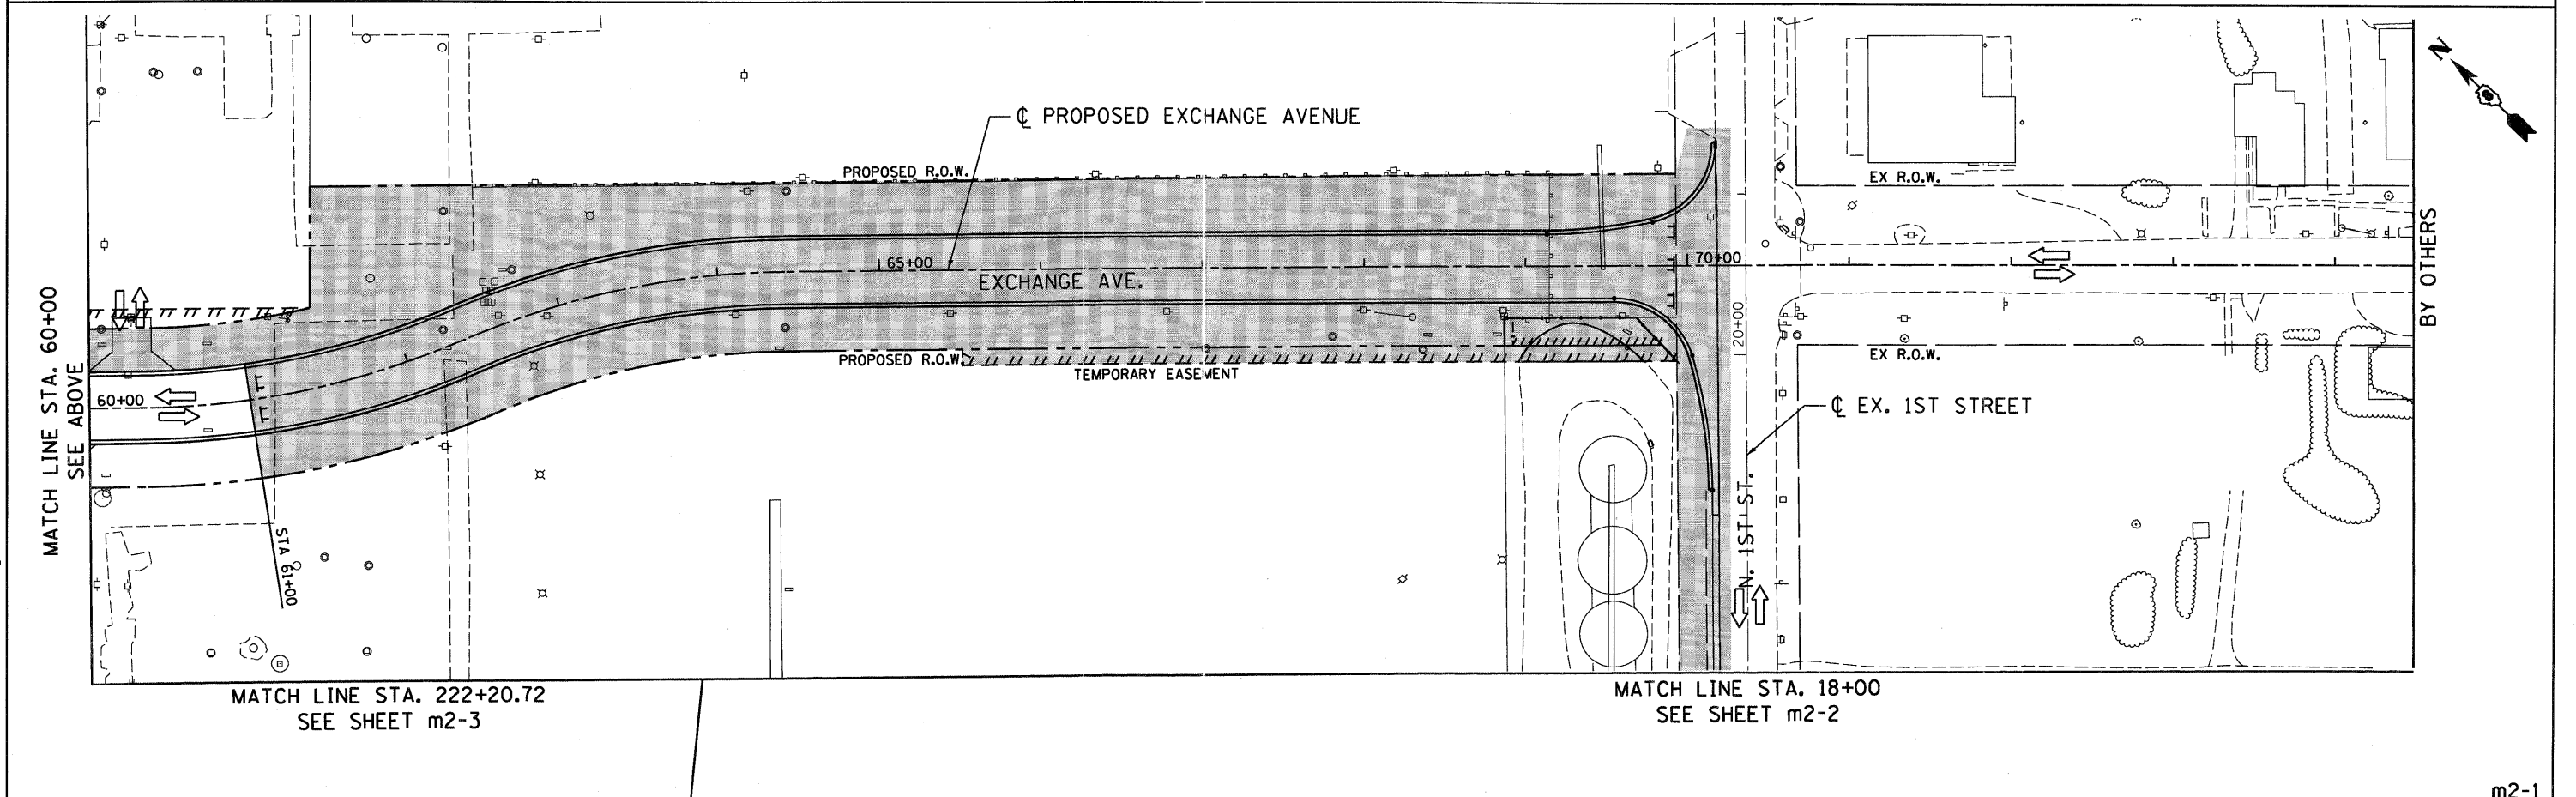 N
℄ PROPOSED EXCHANGE AVENUE
PROPOSED R.O.W.
EX R.O.W.
65+00
70+00
EXCHANGE AVE.
BY OTHERS
MATCH LINE STA. 60+00
SEE ABOVE
60+00
20+00
PROPOSED R.O.W.
TEMPORARY EASEMENT
EX R.O.W.
℄ EX. 1ST STREET
STA 61+00
N. 1ST ST.
MATCH LINE STA. 222+20.72
SEE SHEET m2-3
MATCH LINE STA. 18+00
SEE SHEET m2-2
m2-1